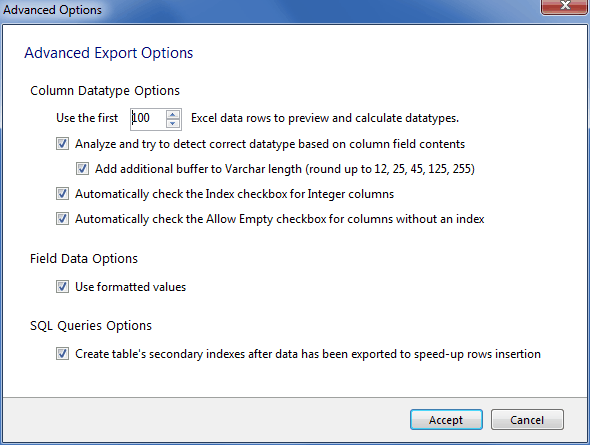 Advanced Options
Advanced Export Options
Column Datatype Options
Use the first 100 Excel data rows to preview and calculate datatypes.
Analyze and try to detect correct datatype based on column field contents
Add additional buffer to Varchar length (round up to 12, 25, 45, 125, 255)
Automatically check the Index checkbox for Integer columns
Automatically check the Allow Empty checkbox for columns without an index
Field Data Options
Use formatted values
SQL Queries Options
Create table's secondary indexes after data has been exported to speed-up rows insertion
Accept Cancel